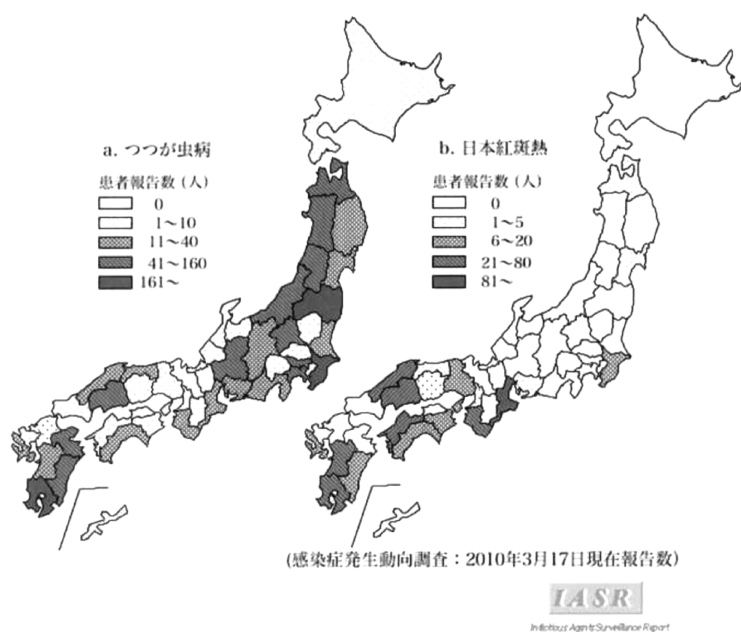 a. つつが虫病
患者報告数 (人)
0
1～10
11～40
41～160
161～
b. 日本紅斑熱
患者報告数 (人)
0
1～5
6～20
21～80
81～
(感染症発生動向調査：2010年3月17日現在報告数)
IASR
Infectious Agents Surveillance Report